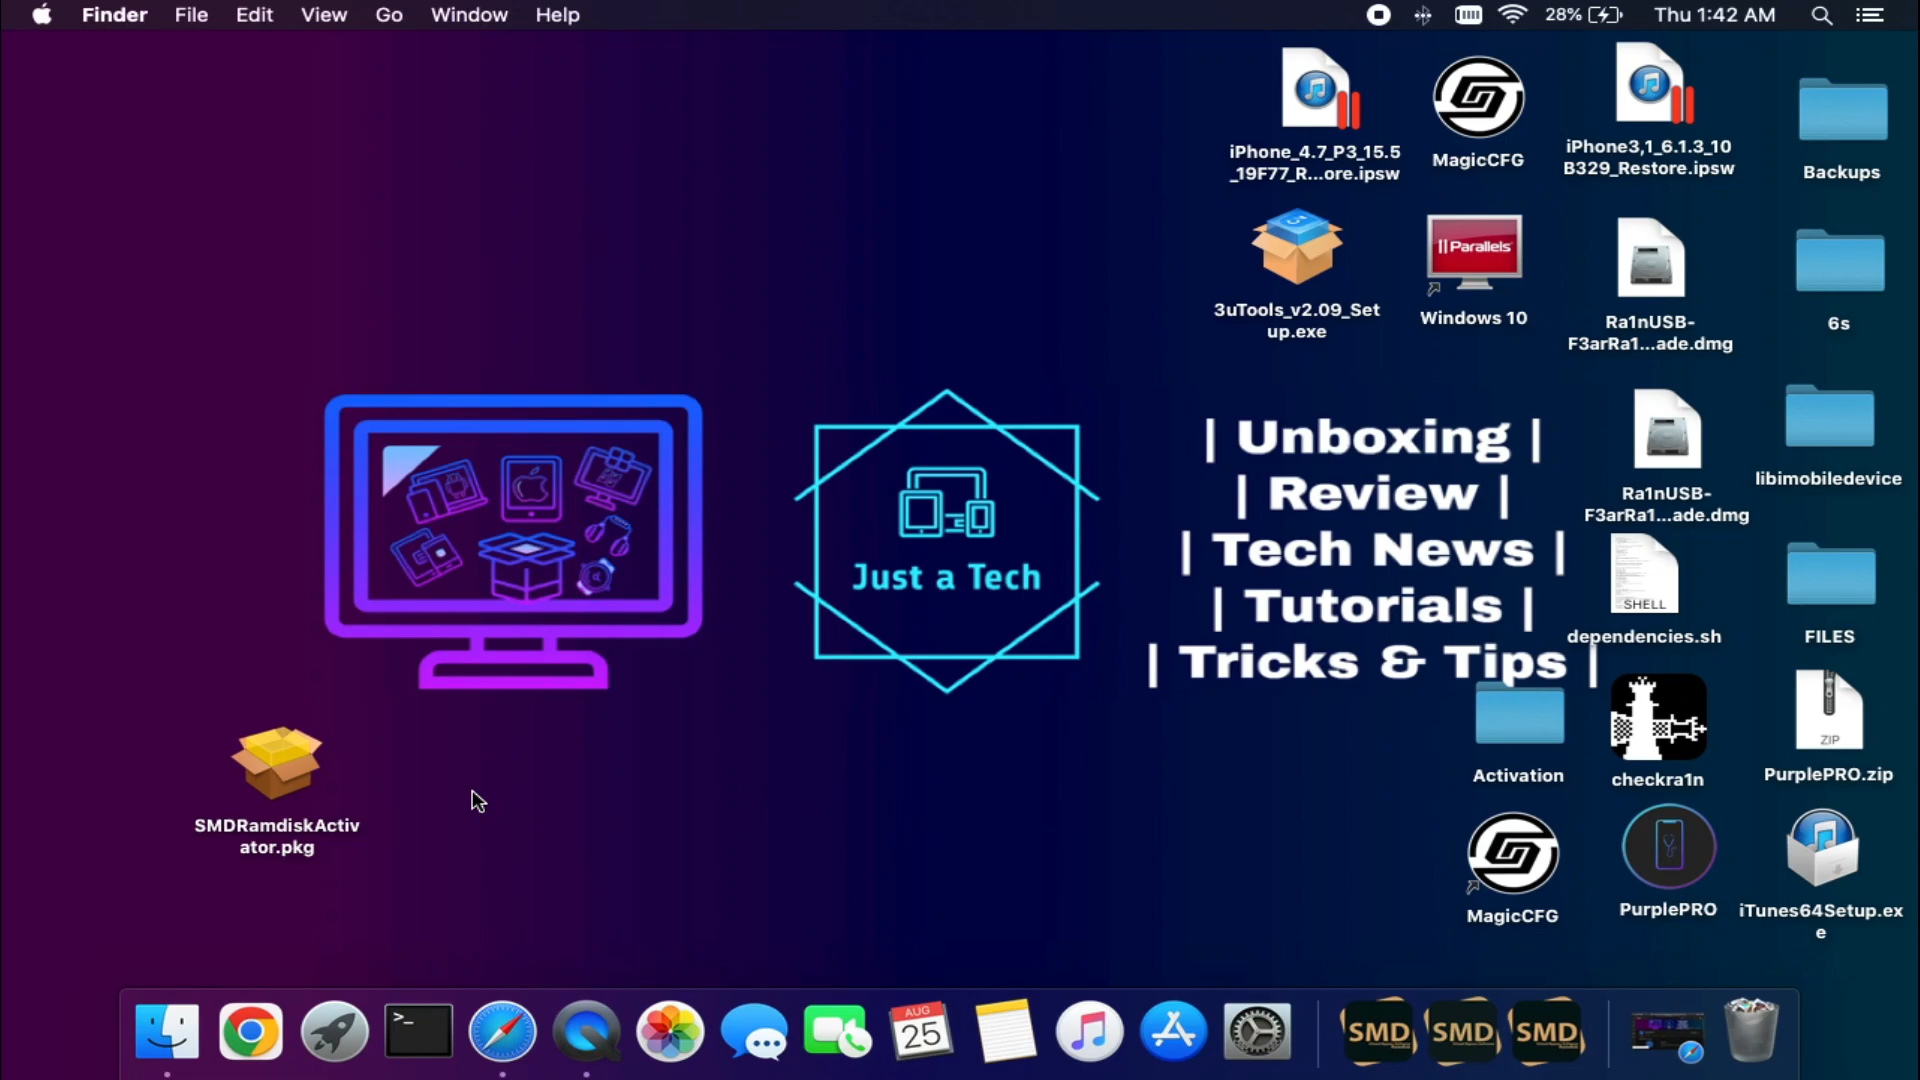 Finder File Edit View Go Window Help 28% Thu 1:42 AM
iPhone_4.7_P3_15.5
_19F77_R...ore.ipsw
MagicCFG
iPhone3,1_6.1.3_10
B329_Restore.ipsw
Backups
3uTools_v2.09_Set
up.exe
Parallels
Windows 10
Ra1nUSB-
F3arRa1...ade.dmg
6s
| Unboxing |
| Review |
| Tech News |
| Tutorials |
| Tricks & Tips |
Just a Tech
Ra1nUSB-
F3arRa1...ade.dmg
libimobiledevice
SHELL
dependencies.sh
FILES
Activation
checkra1n
ZIP
PurplePRO.zip
SMDRamdiskActiv
ator.pkg
MagicCFG
PurplePRO
iTunes64Setup.ex
e
>_
AUG
25
SMD
SMD
SMD